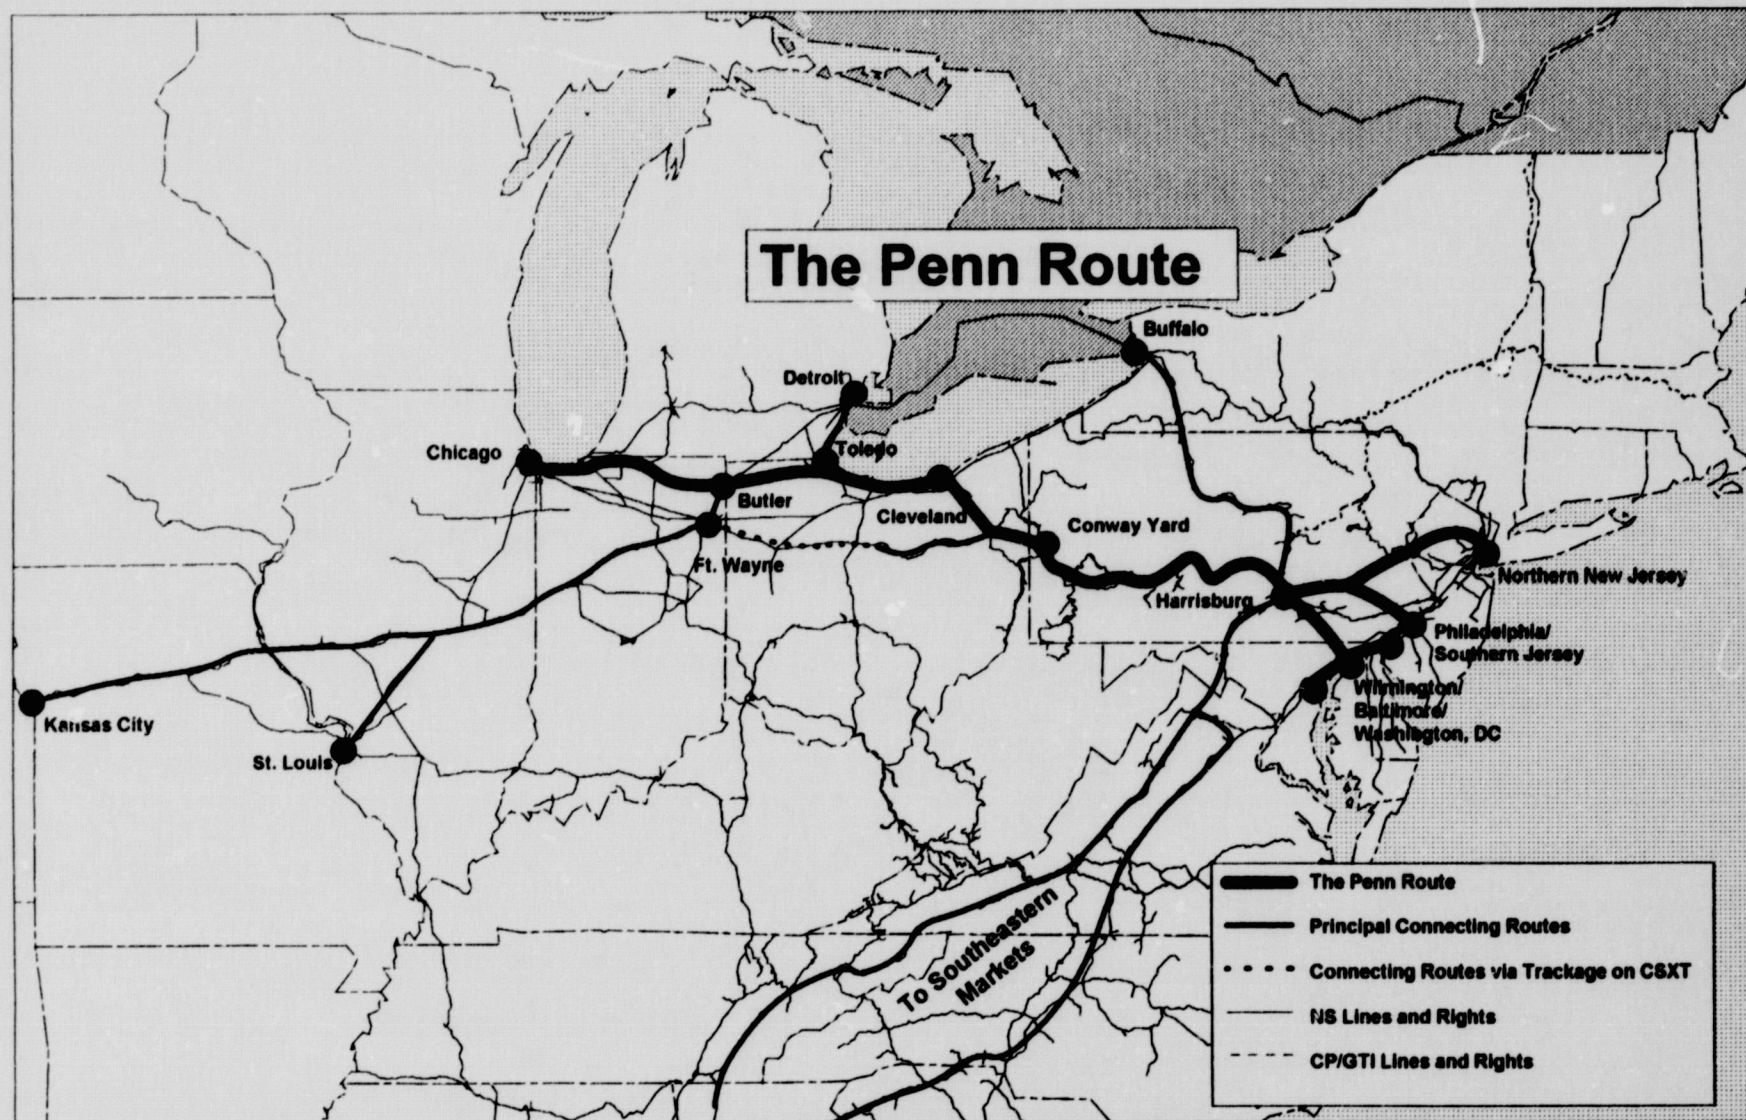 The Penn Route
Buffalo
Detroit
Toledo
Chicago
Butler
Cleveland
Conway Yard
Ft. Wayne
Northern New Jersey
Harrisburg
Philadelphia/
Southern Jersey
Wilmington/
Baltimore/
Washington, DC
Kansas City
St. Louis
To Southeastern
Markets
The Penn Route
Principal Connecting Routes
Connecting Routes via Trackage on CSXT
NS Lines and Rights
CP/GTI Lines and Rights